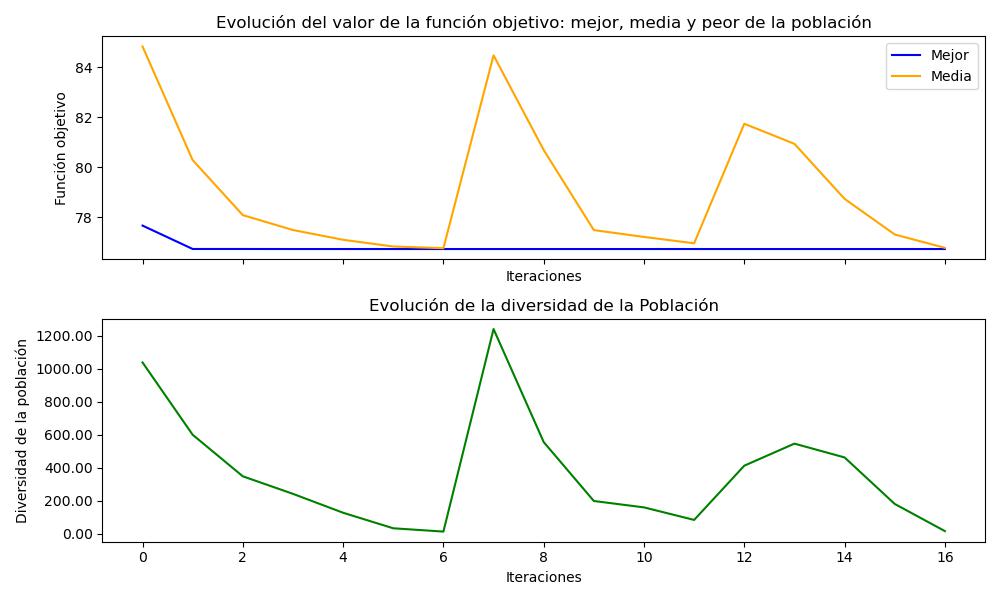 Evolución del valor de la función objetivo: mejor, media y peor de la población
Mejor
Media
Función objetivo
84
82
80
78
Iteraciones
Evolución de la diversidad de la Población
Diversidad de la población
1200.00
1000.00
800.00
600.00
400.00
200.00
0.00
0 2 4 6 8 10 12 14 16
Iteraciones